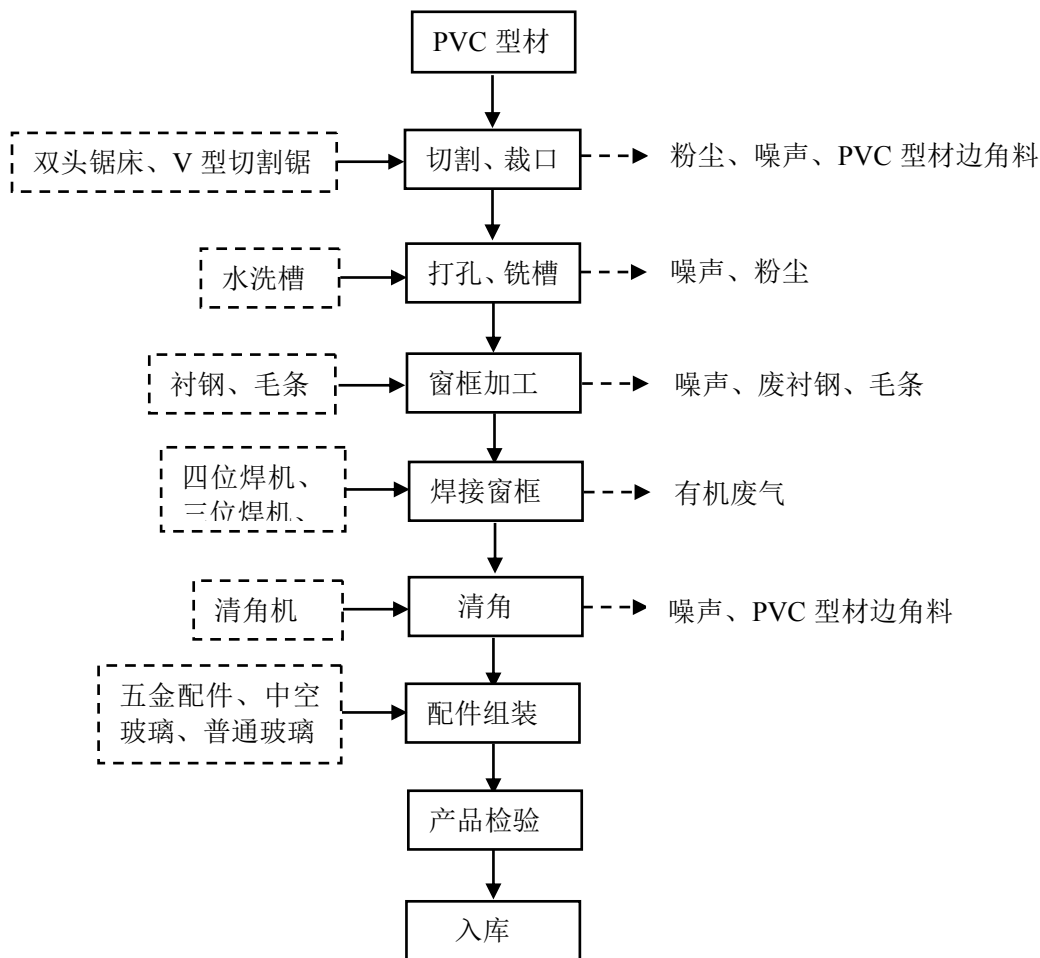 PVC 型材
双头锯床、V 型切割锯
切割、裁口
粉尘、噪声、PVC 型材边角料
水洗槽
打孔、铣槽
噪声、粉尘
衬钢、毛条
窗框加工
噪声、废衬钢、毛条
四位焊机、
三位焊机、
焊接窗框
有机废气
清角机
清角
噪声、PVC 型材边角料
五金配件、中空
玻璃、普通玻璃
配件组装
产品检验
入库